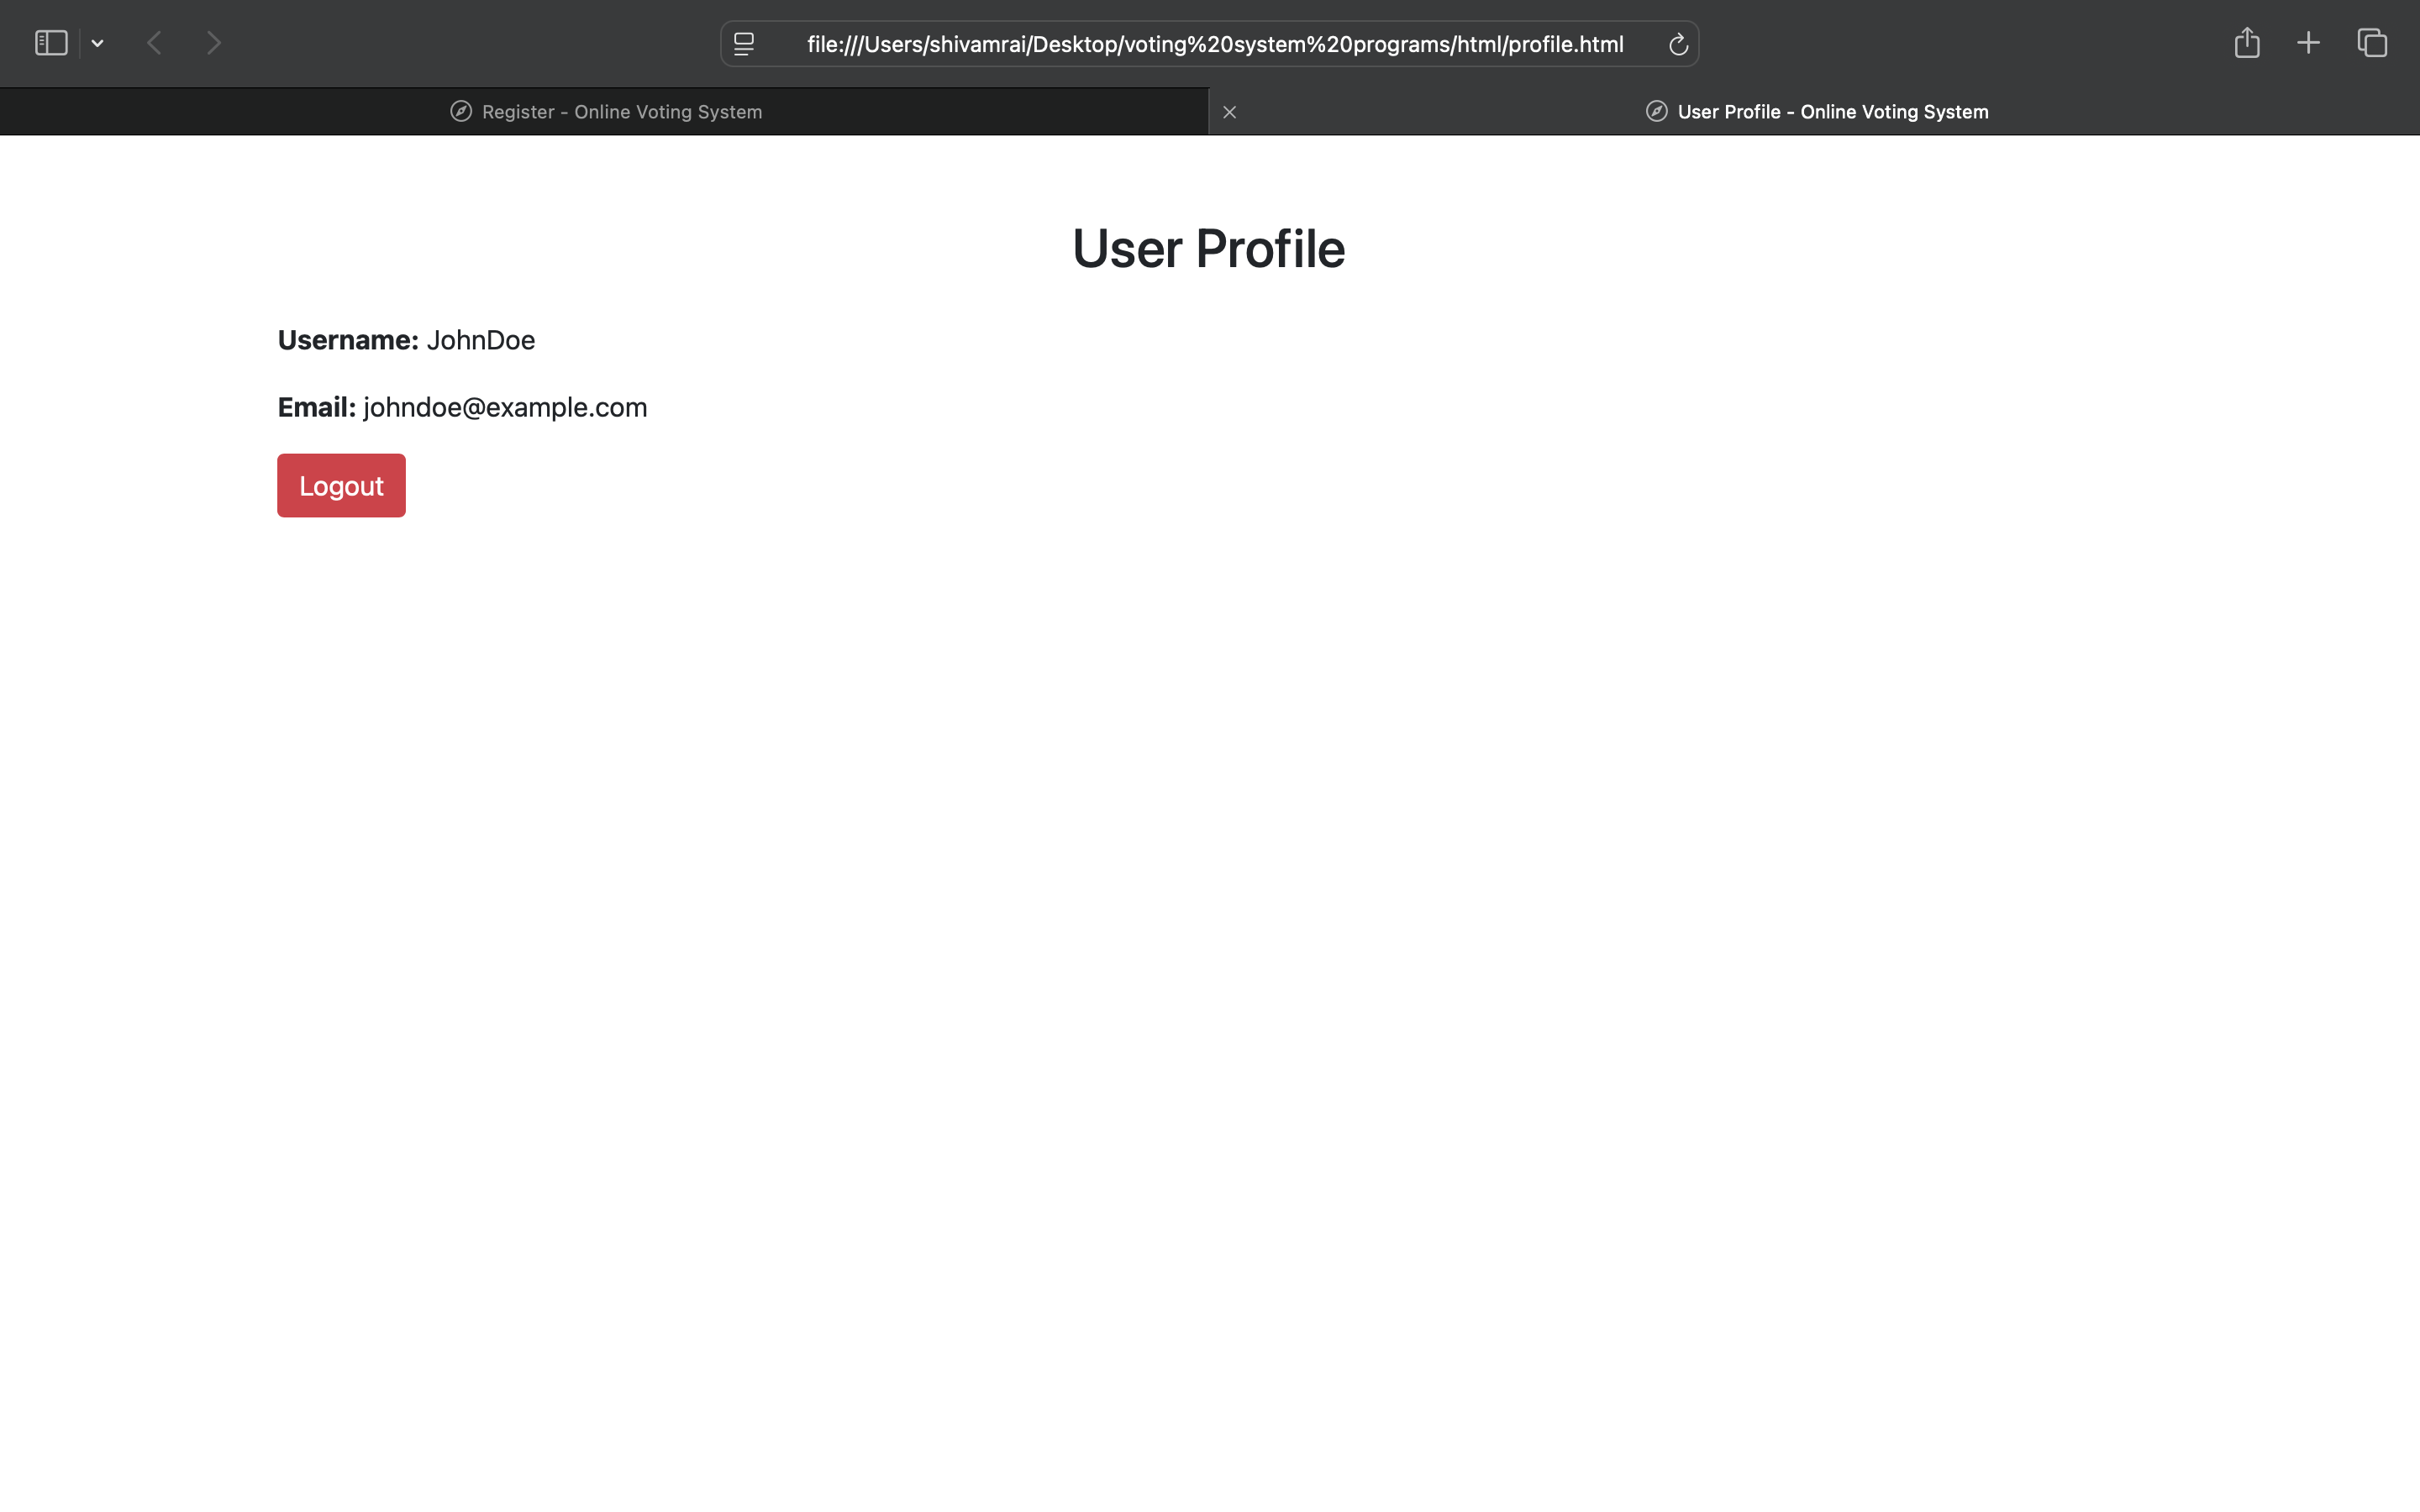 file:///Users/shivamrai/Desktop/voting%20system%20programs/html/profile.html
Register - Online Voting System
User Profile - Online Voting System
User Profile
Username: JohnDoe
Email: johndoe@example.com
Logout